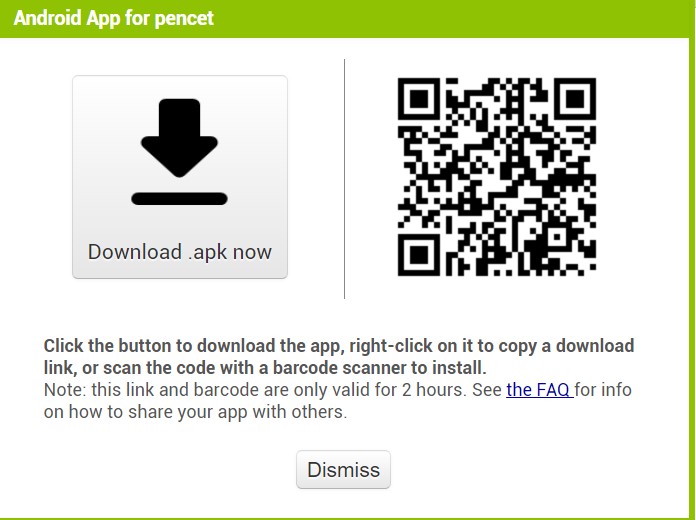 Android App for pencet
Download .apk now
Click the button to download the app, right-click on it to copy a download
link, or scan the code with a barcode scanner to install.
Note: this link and barcode are only valid for 2 hours. See the FAQ for info
on how to share your app with others.
Dismiss